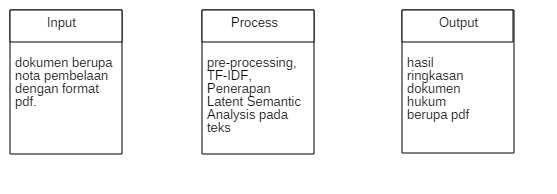 Input
dokumen berupa
nota pembelaan
dengan format
pdf.
Process
pre-processing,
TF-IDF,
Penerapan
Latent Semantic
Analysis pada
teks
Output
hasil
ringkasan
dokumen
hukum
berupa pdf